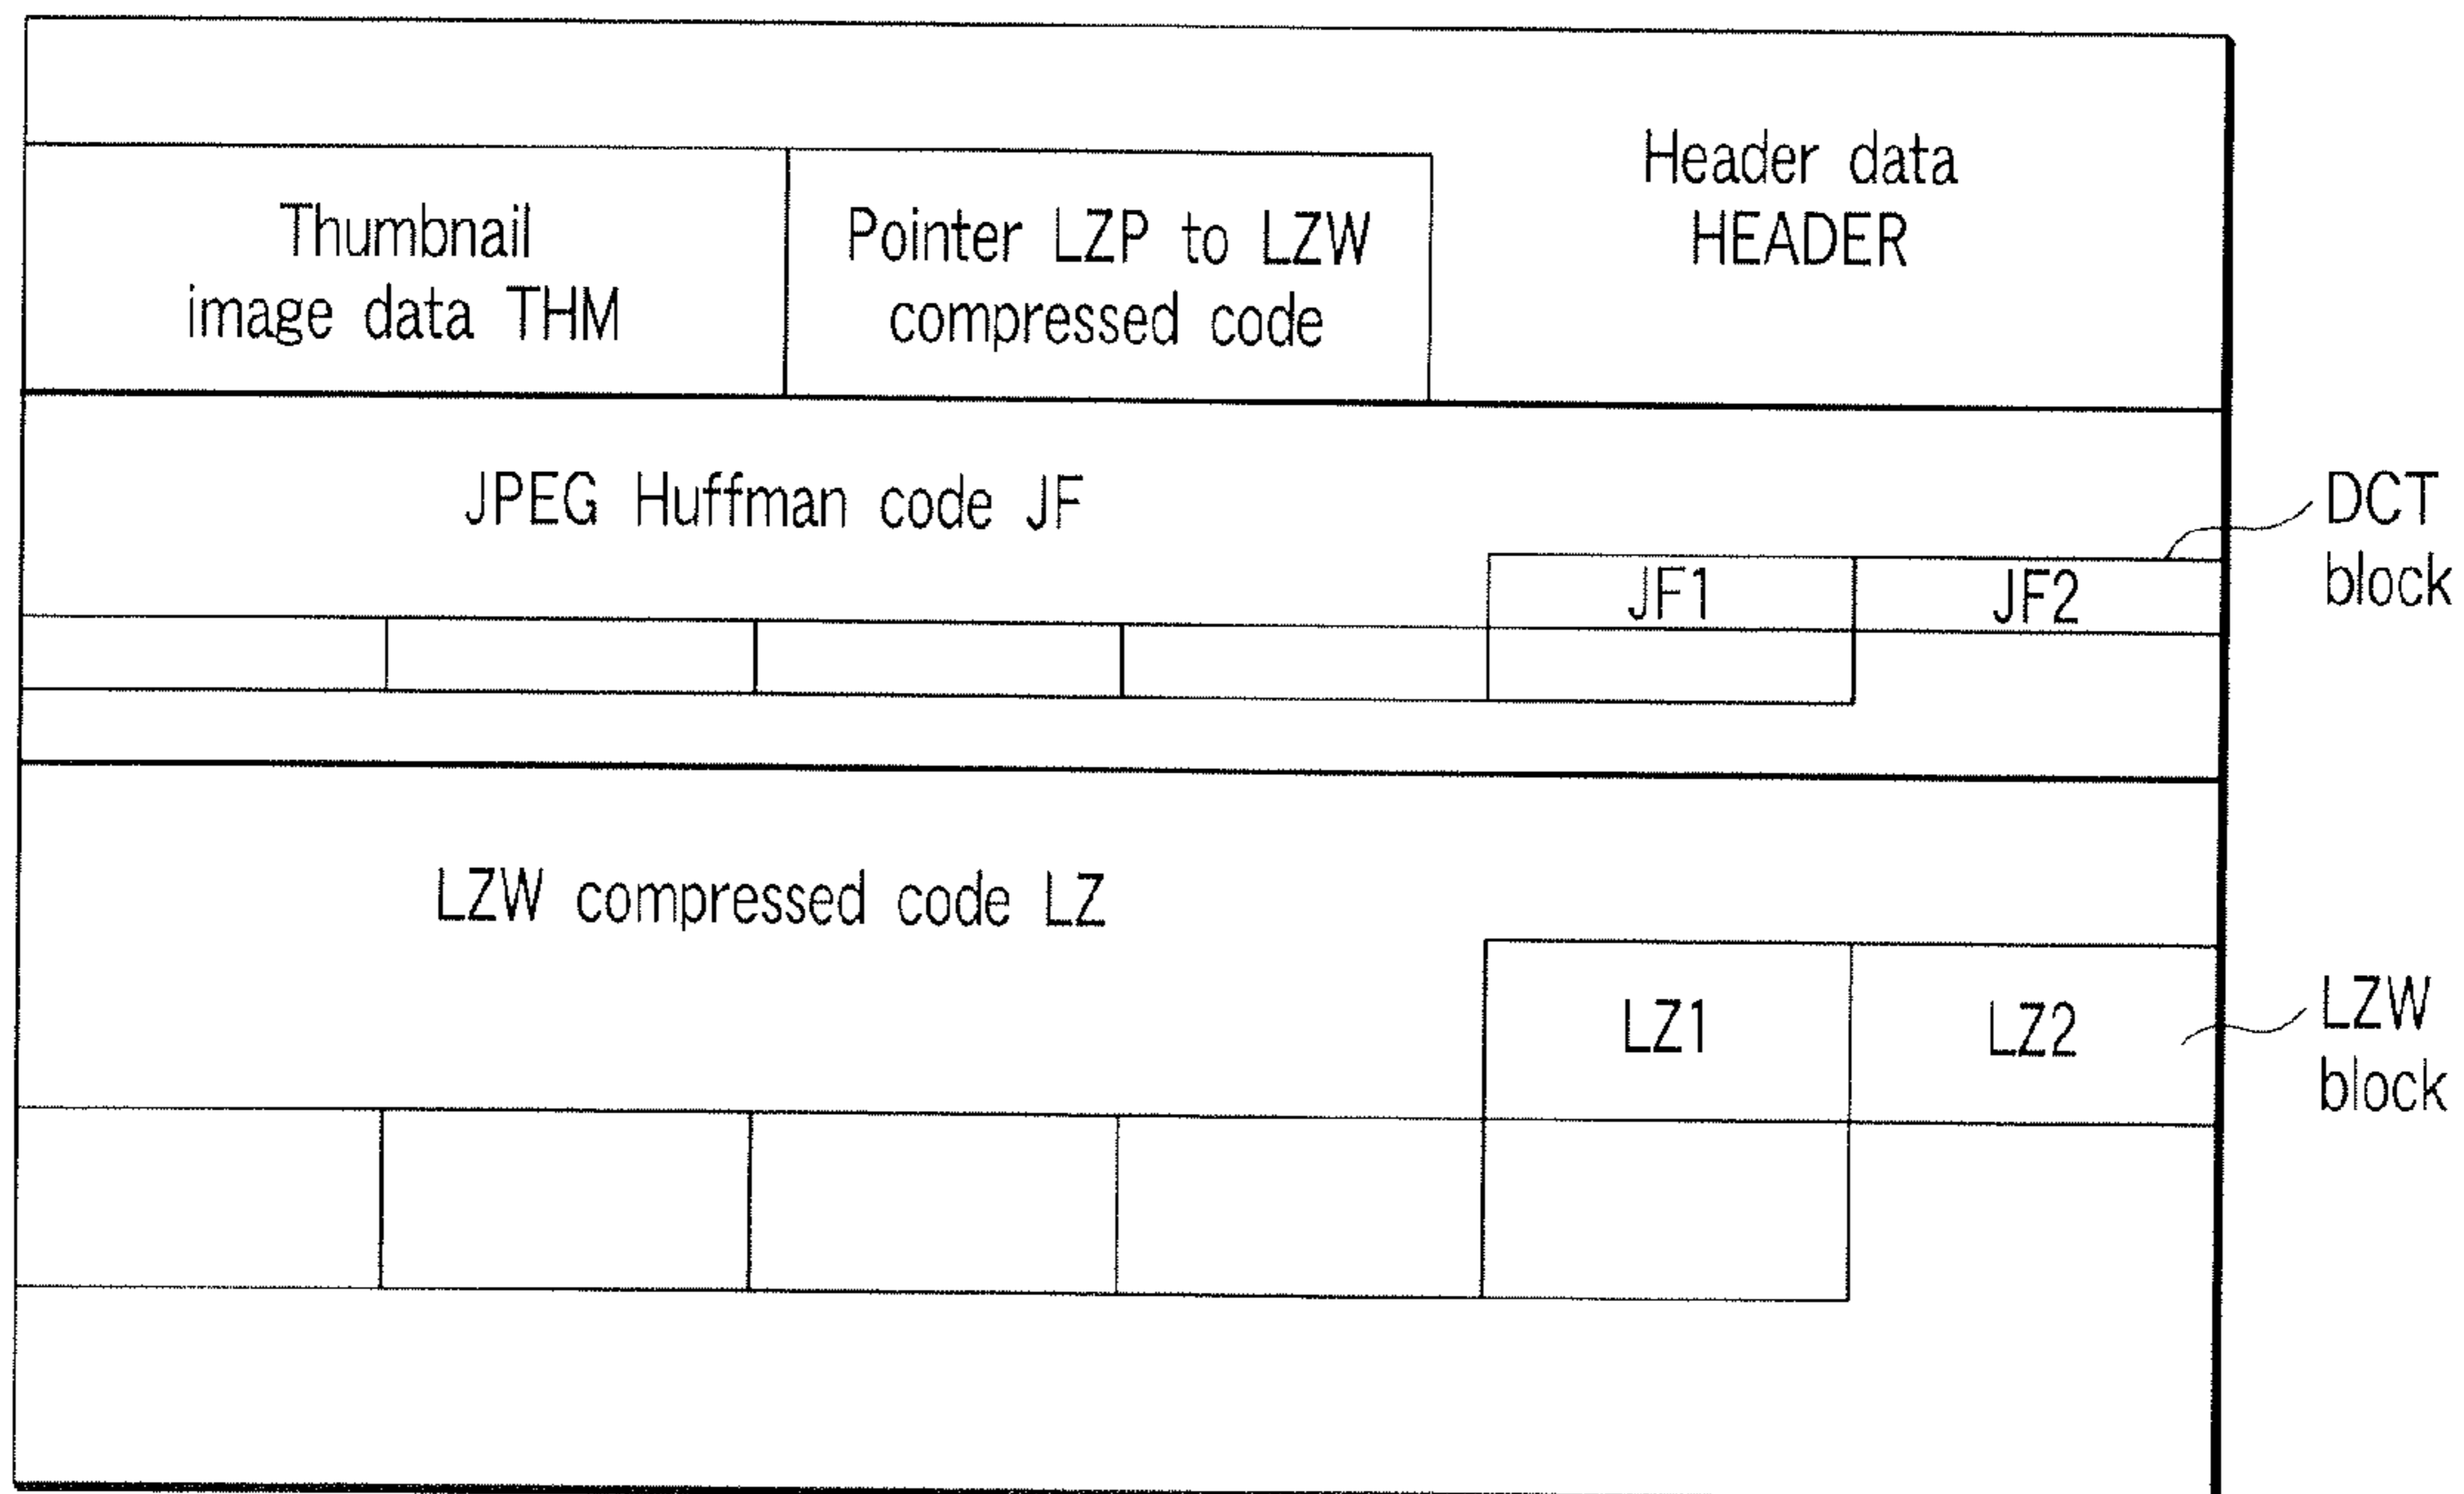 Header data
HEADER
Thumbnail
image data THM
Pointer LZP to LZW
compressed code
JPEG Huffman code JF
JF1
JF2
DCT
block
LZW compressed code LZ
LZ1
LZ2
LZW
block